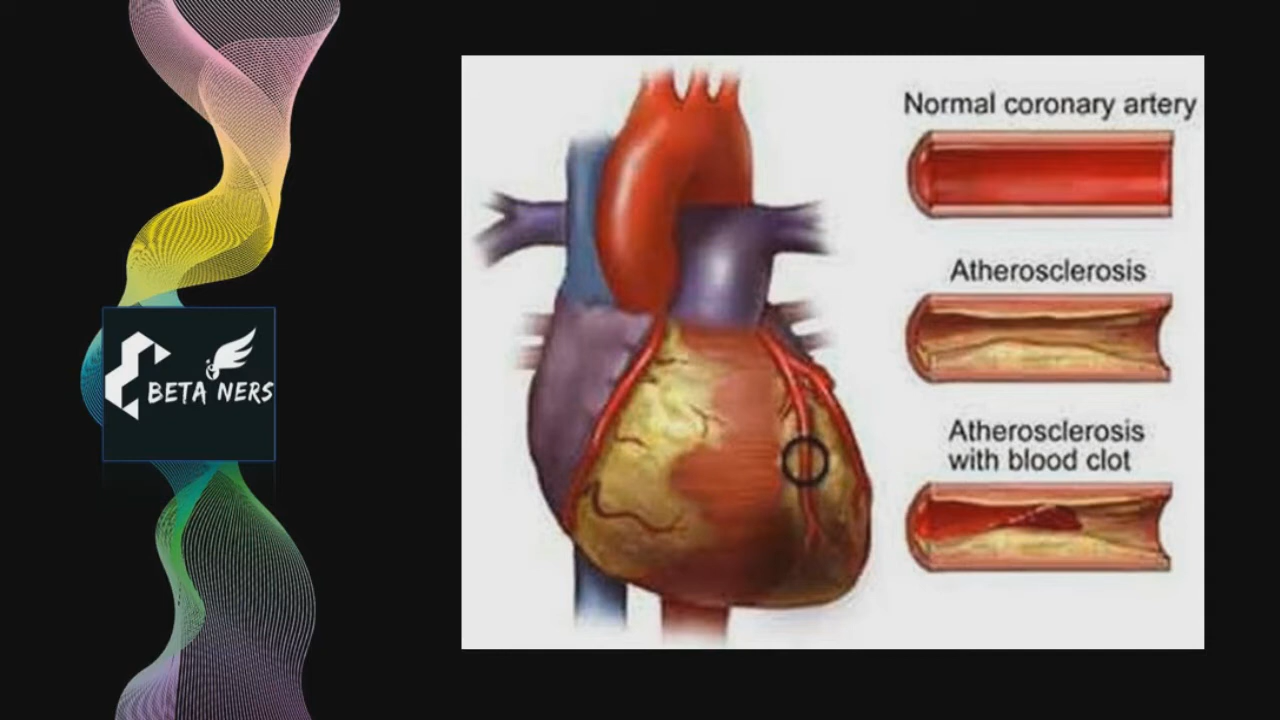 BETA NERS
Normal coronary artery
Atherosclerosis
Atherosclerosis
with blood clot